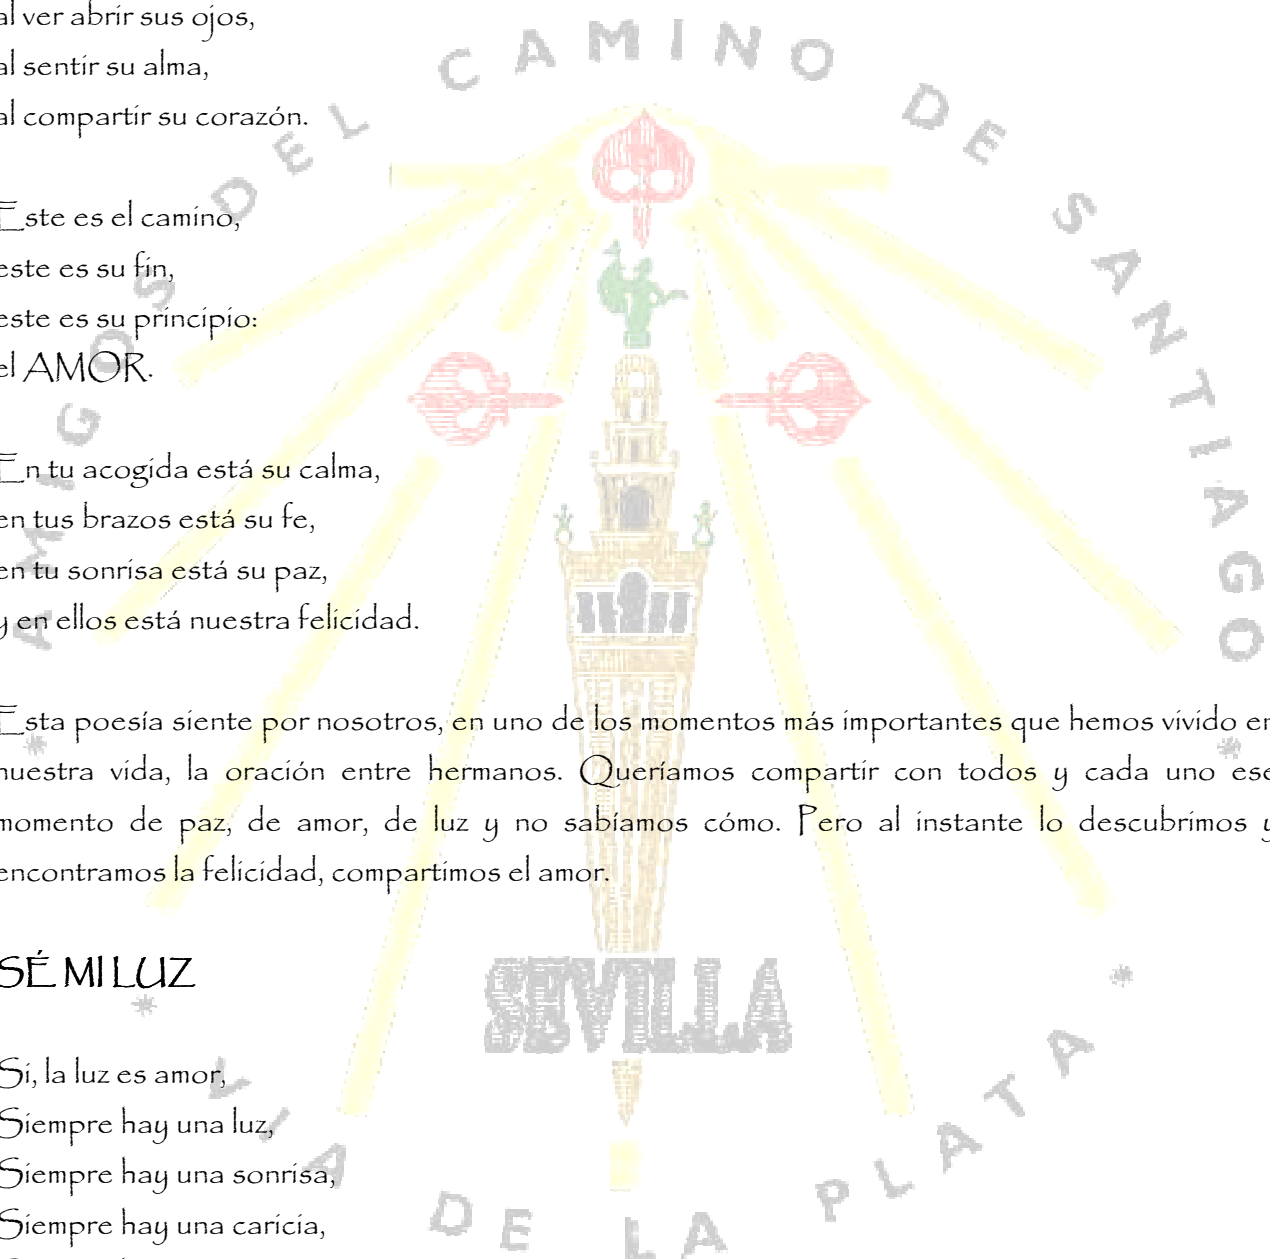 al ver abrir sus ojos,
al sentir su alma,
al compartir su corazón.
Este es el camino,
este es su fin,
este es su principio:
el AMOR.
En tu acogida está su calma,
en tus brazos está su fe,
en tu sonrisa está su paz,
y en ellos está nuestra felicidad.
Esta poesía siente por nosotros, en uno de los momentos más importantes que hemos vivido en
nuestra vida, la oración entre hermanos. Queríamos compartir con todos y cada uno ese
momento de paz, de amor, de luz y no sabíamos cómo. Pero al instante lo descubrimos y
encontramos la felicidad, compartimos el amor.
SÉ MI LUZ
Si, la luz es amor,
Siempre hay una luz,
Siempre hay una sonrisa,
Siempre hay una caricia,
AMIGOS DEL CAMINO DE SANTIAGO
SEVILLA
* VIA DE LA PLATA *